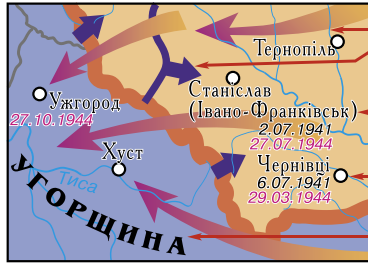 Тернопіль
Станіслав
(Івано-Франківськ)
2.07.1941
27.07.1944
Ужгород
27.10.1944
Хуст
Чернівці
6.07.1941
29.03.1944
Тиса
УГОРЩИНА